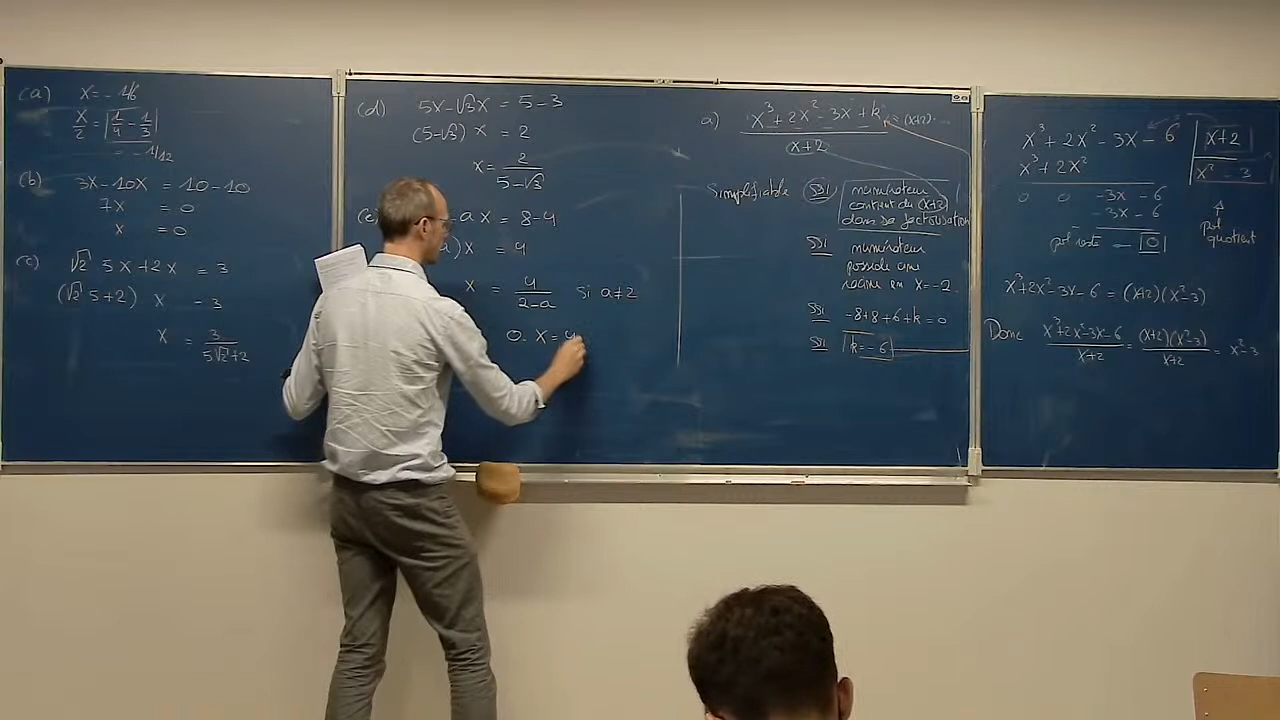 (a) x = - 1/6
x/2 = |1/4 - 1/3|
= - 1/12
(b) 3x-10x = 10-10
7x = 0
x = 0
(c) √2 5x+2x = 3
(√2 5+2) x - 3
x = 3/(5√2+2)
(d) 5x-√3x = 5-3
(5-√3) x = 2
x = 2/(5-√3)
(e) ax = 8-4
)x = 4
x = 4/(2-a) si a≠2
0. x = 4
a) (x³+2x²-3x+k)/(x+2) = (x+2)...
Simplifiable SSI numérateur
contient du (x+2)
dans sa factorisation
SSI numérateur
possède une
racine en x=-2.
SSI -8+8+6+k=0
SSI k=-6
x³+2x²-3x-6 | x+2
x³+2x² x²-3
0 0 -3x-6
-3x-6
pol reste = 0
pol
quotient
x³+2x²-3x-6 = (x+2)(x²-3)
Donc (x³+2x²-3x-6)/(x+2) = (x+2)(x²-3)/(x+2) = x²-3